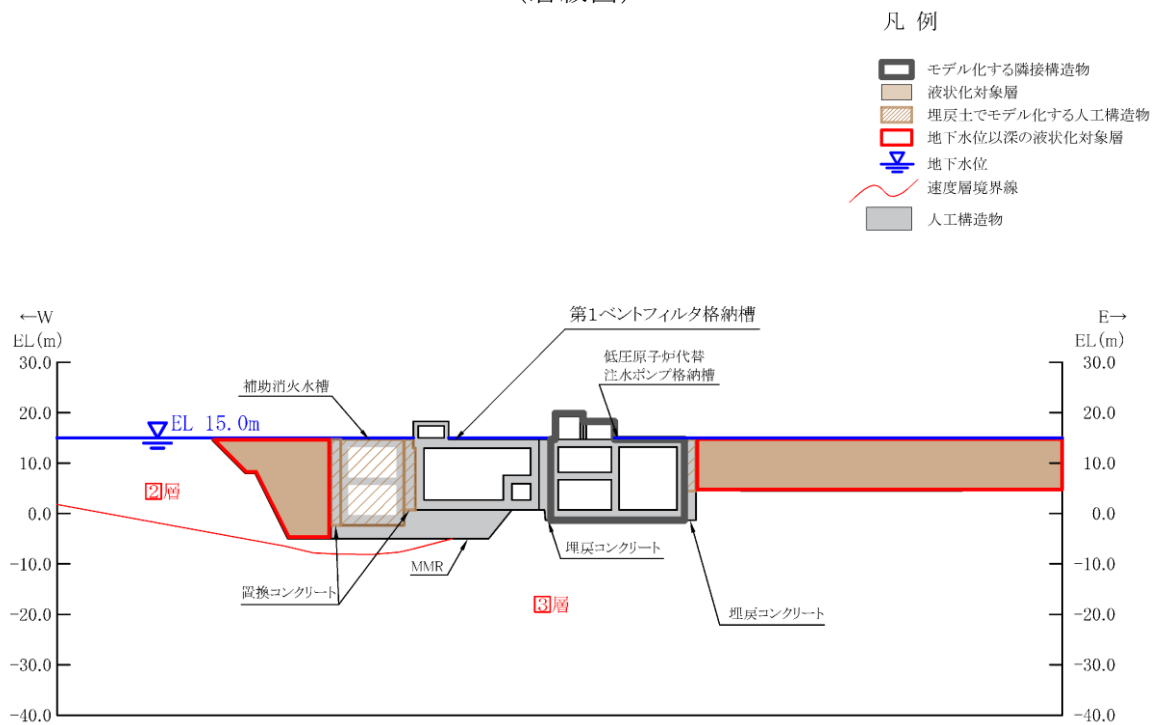 凡 例
モデル化する隣接構造物
液状化対象層
埋戻土でモデル化する人工構造物
地下水位以深の液状化対象層
地下水位
速度層境界線
人工構造物
←W
EL(m)
E→
EL(m)
第1ベントフィルタ格納槽
低圧原子炉代替
注水ポンプ格納槽
補助消火水槽
EL 15.0m
30.0
20.0
10.0
0.0
-10.0
-20.0
-30.0
-40.0
30.0
20.0
10.0
0.0
-10.0
-20.0
-30.0
-40.0
②層
埋戻コンクリート
MMR
置換コンクリート
③層
埋戻コンクリート